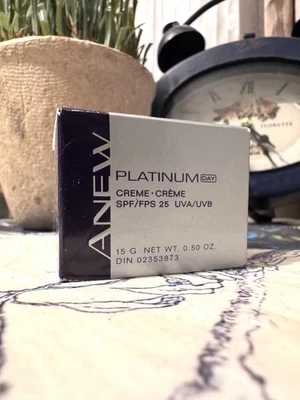 ANEW
PLATINUM DAY
CREME • CRÈME
SPF/FPS 25 UVA/UVB
15 G NET WT. 0.50 OZ.
DIN 02353873